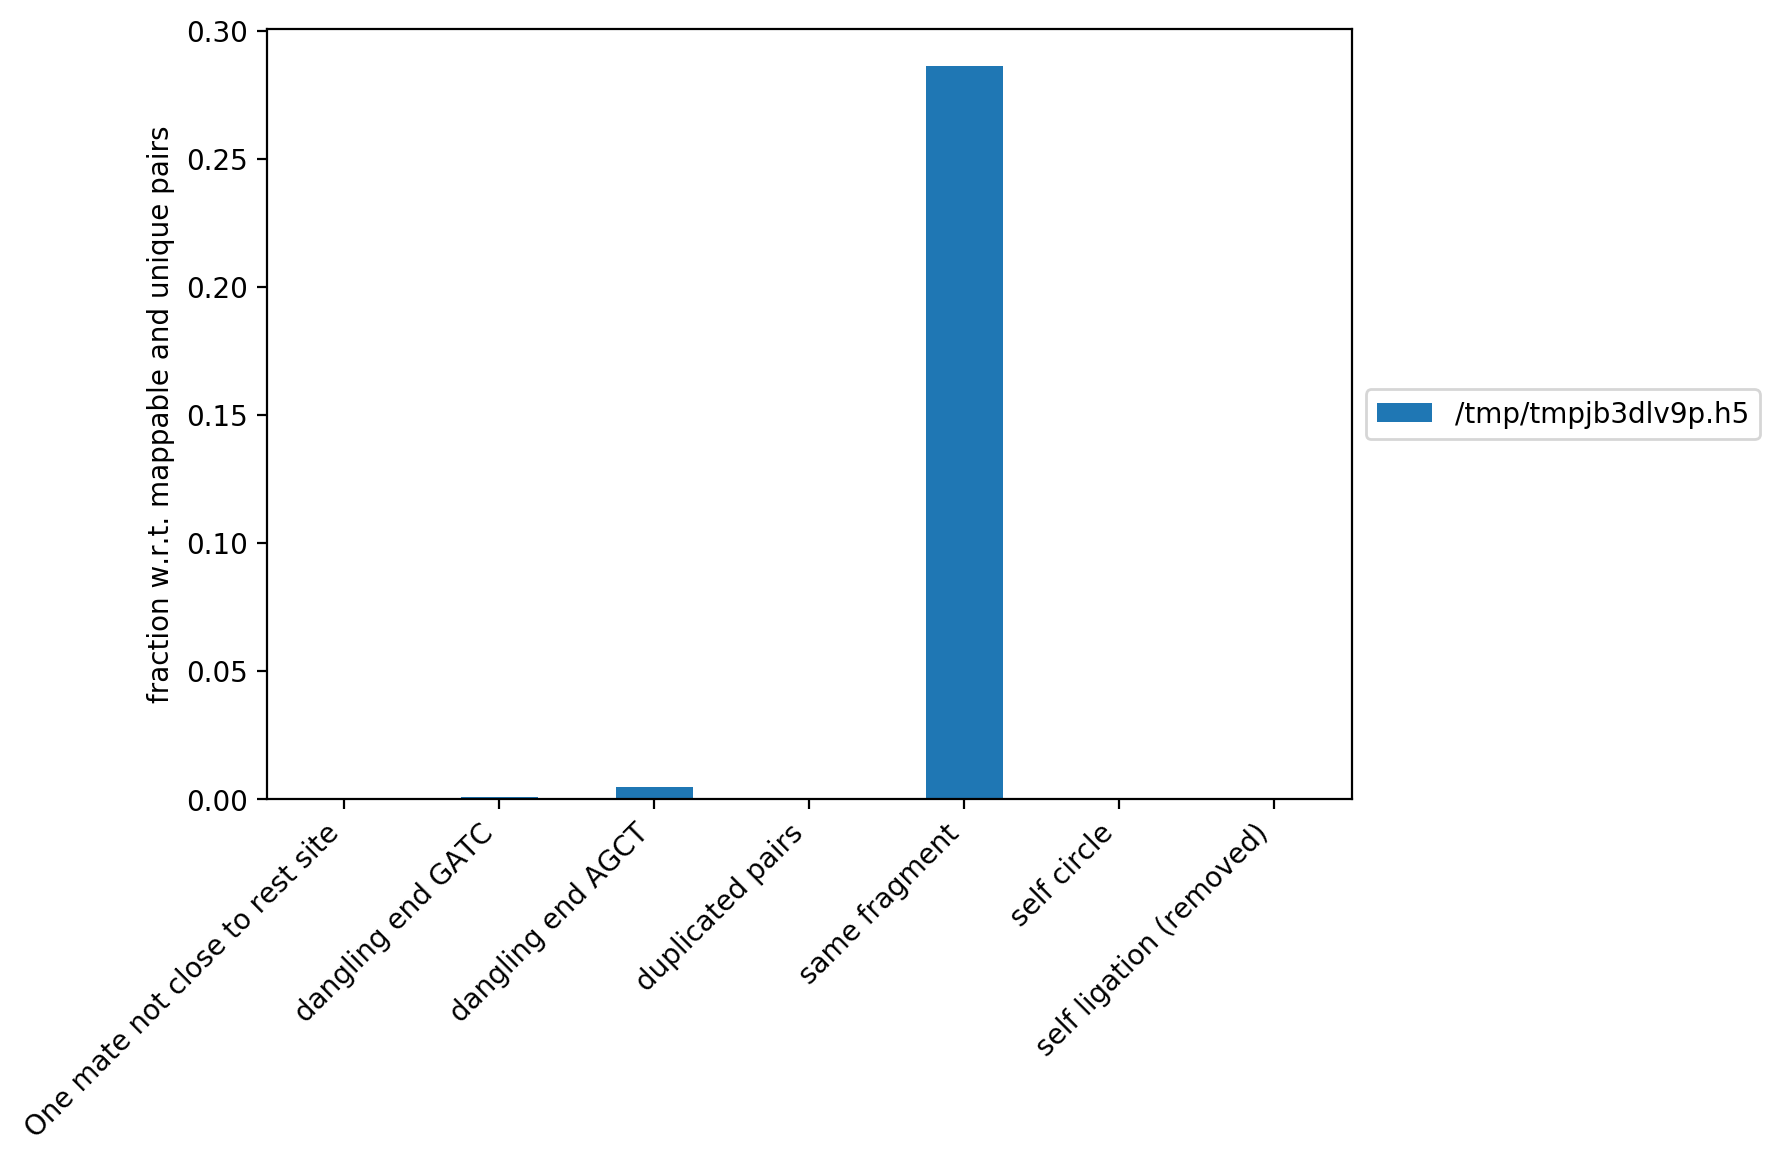 0.30
0.25
0.20
0.15
0.10
0.05
0.00
fraction w.r.t. mappable and unique pairs
One mate not close to rest site
dangling end GATC
dangling end AGCT
duplicated pairs
same fragment
self circle
self ligation (removed)
/tmp/tmpjb3dlv9p.h5